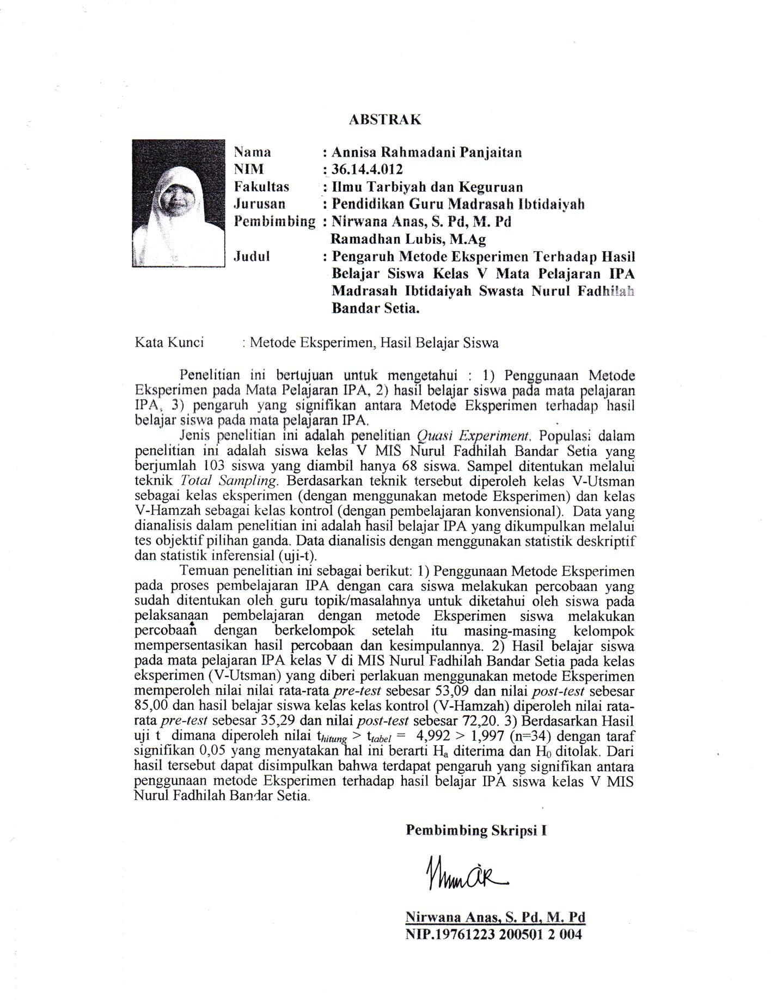 ABSTRAK
Nama : Annisa Rahmadani Panjaitan
NIM : 36.14.4.012
Fakultas : Ilmu Tarbiyah dan Keguruan
Jurusan : Pendidikan Guru Madrasah Ibtidaiyah
Pembimbing : Nirwana Anas, S. Pd, M. Pd
Ramadhan Lubis, M.Ag
Judul : Pengaruh Metode Eksperimen Terhadap Hasil
Belajar Siswa Kelas V Mata Pelajaran IPA
Madrasah Ibtidaiyah Swasta Nurul Fadhilah
Bandar Setia.
Kata Kunci : Metode Eksperimen, Hasil Belajar Siswa
Penelitian ini bertujuan untuk mengetahui : 1) Penggunaan Metode
Eksperimen pada Mata Pelajaran IPA, 2) hasil belajar siswa pada mata pelajaran
IPA, 3) pengaruh yang signifikan antara Metode Eksperimen terhadap hasil
belajar siswa pada mata pelajaran IPA.
Jenis penelitian ini adalah penelitian Quasi Experiment. Populasi dalam
penelitian ini adalah siswa kelas V MIS Nurul Fadhilah Bandar Setia yang
berjumlah 103 siswa yang diambil hanya 68 siswa. Sampel ditentukan melalui
teknik Total Sampling. Berdasarkan teknik tersebut diperoleh kelas V-Utsman
sebagai kelas eksperimen (dengan menggunakan metode Eksperimen) dan kelas
V-Hamzah sebagai kelas kontrol (dengan pembelajaran konvensional). Data yang
dianalisis dalam penelitian ini adalah hasil belajar IPA yang dikumpulkan melalui
tes objektif pilihan ganda. Data dianalisis dengan menggunakan statistik deskriptif
dan statistik inferensial (uji-t).
Temuan penelitian ini sebagai berikut: 1) Penggunaan Metode Eksperimen
pada proses pembelajaran IPA dengan cara siswa melakukan percobaan yang
sudah ditentukan oleh guru topik/masalahnya untuk diketahui oleh siswa pada
pelaksanaan pembelajaran dengan metode Eksperimen siswa melakukan
percobaan dengan berkelompok setelah itu masing-masing kelompok
mempersentasikan hasil percobaan dan kesimpulannya. 2) Hasil belajar siswa
pada mata pelajaran IPA kelas V di MIS Nurul Fadhilah Bandar Setia pada kelas
eksperimen (V-Utsman) yang diberi perlakuan menggunakan metode Eksperimen
memperoleh nilai nilai rata-rata pre-test sebesar 53,09 dan nilai post-test sebesar
85,00 dan hasil belajar siswa kelas kelas kontrol (V-Hamzah) diperoleh nilai rata-
rata pre-test sebesar 35,29 dan nilai post-test sebesar 72,20. 3) Berdasarkan Hasil
uji t dimana diperoleh nilai thitung > ttabel = 4,992 > 1,997 (n=34) dengan taraf
signifikan 0,05 yang menyatakan hal ini berarti Ha diterima dan H0 ditolak. Dari
hasil tersebut dapat disimpulkan bahwa terdapat pengaruh yang signifikan antara
penggunaan metode Eksperimen terhadap hasil belajar IPA siswa kelas V MIS
Nurul Fadhilah Bandar Setia.
Pembimbing Skripsi I
Nirwana Anas, S. Pd, M. Pd
NIP.19761223 200501 2 004